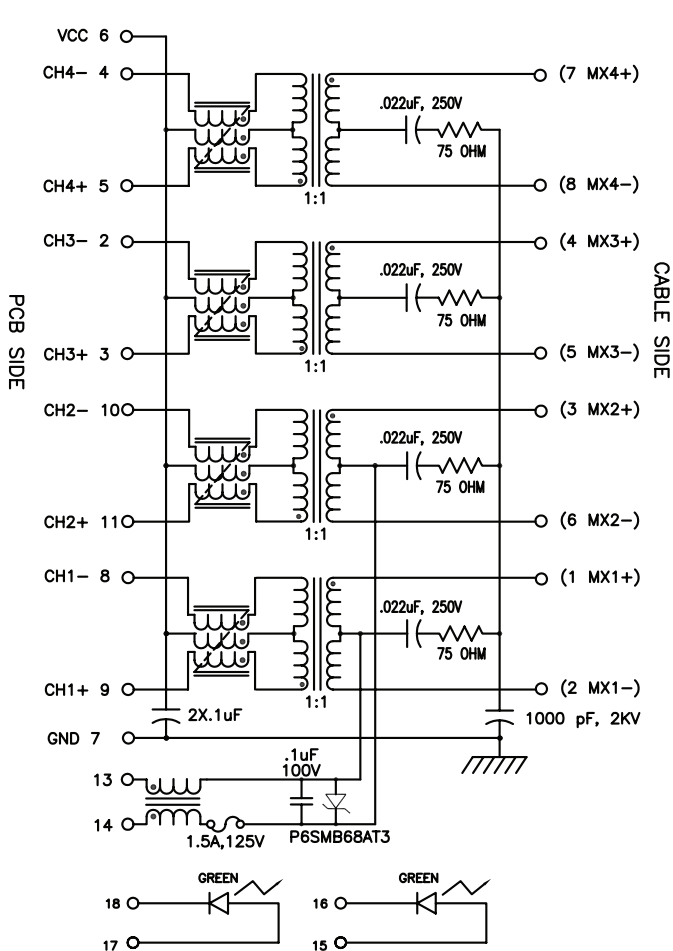 VCC 6
CH4- 4
(7 MX4+)
.022uF, 250V
75 OHM
CH4+ 5
(8 MX4-)
1:1
CH3- 2
(4 MX3+)
.022uF, 250V
75 OHM
CH3+ 3
(5 MX3-)
1:1
PCB SIDE
CABLE SIDE
CH2- 10
(3 MX2+)
.022uF, 250V
75 OHM
CH2+ 11
(6 MX2-)
1:1
CH1- 8
(1 MX1+)
.022uF, 250V
75 OHM
CH1+ 9
(2 MX1-)
1:1
2X.1uF
1000 pF, 2KV
GND 7
.1uF
100V
13
14
1.5A,125V
P6SMB68AT3
GREEN
GREEN
18
16
17
15